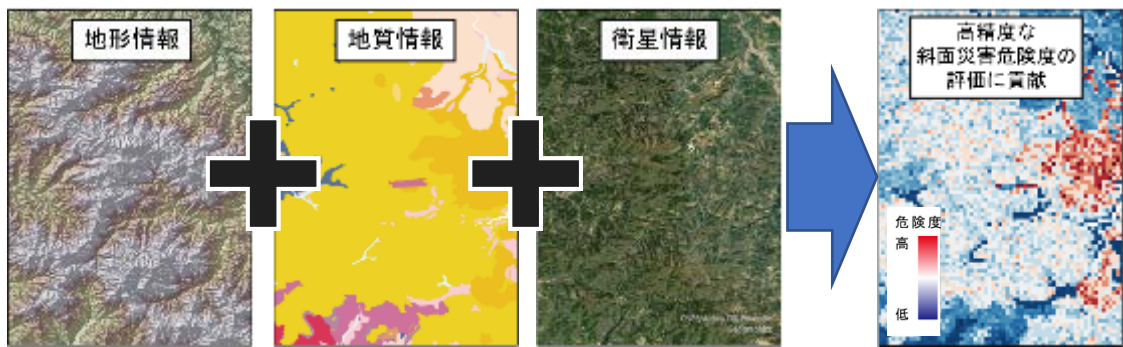 地形情報
地質情報
衛星情報
高精度な
斜面災害危険度の
評価に貢献
危険度
高
低